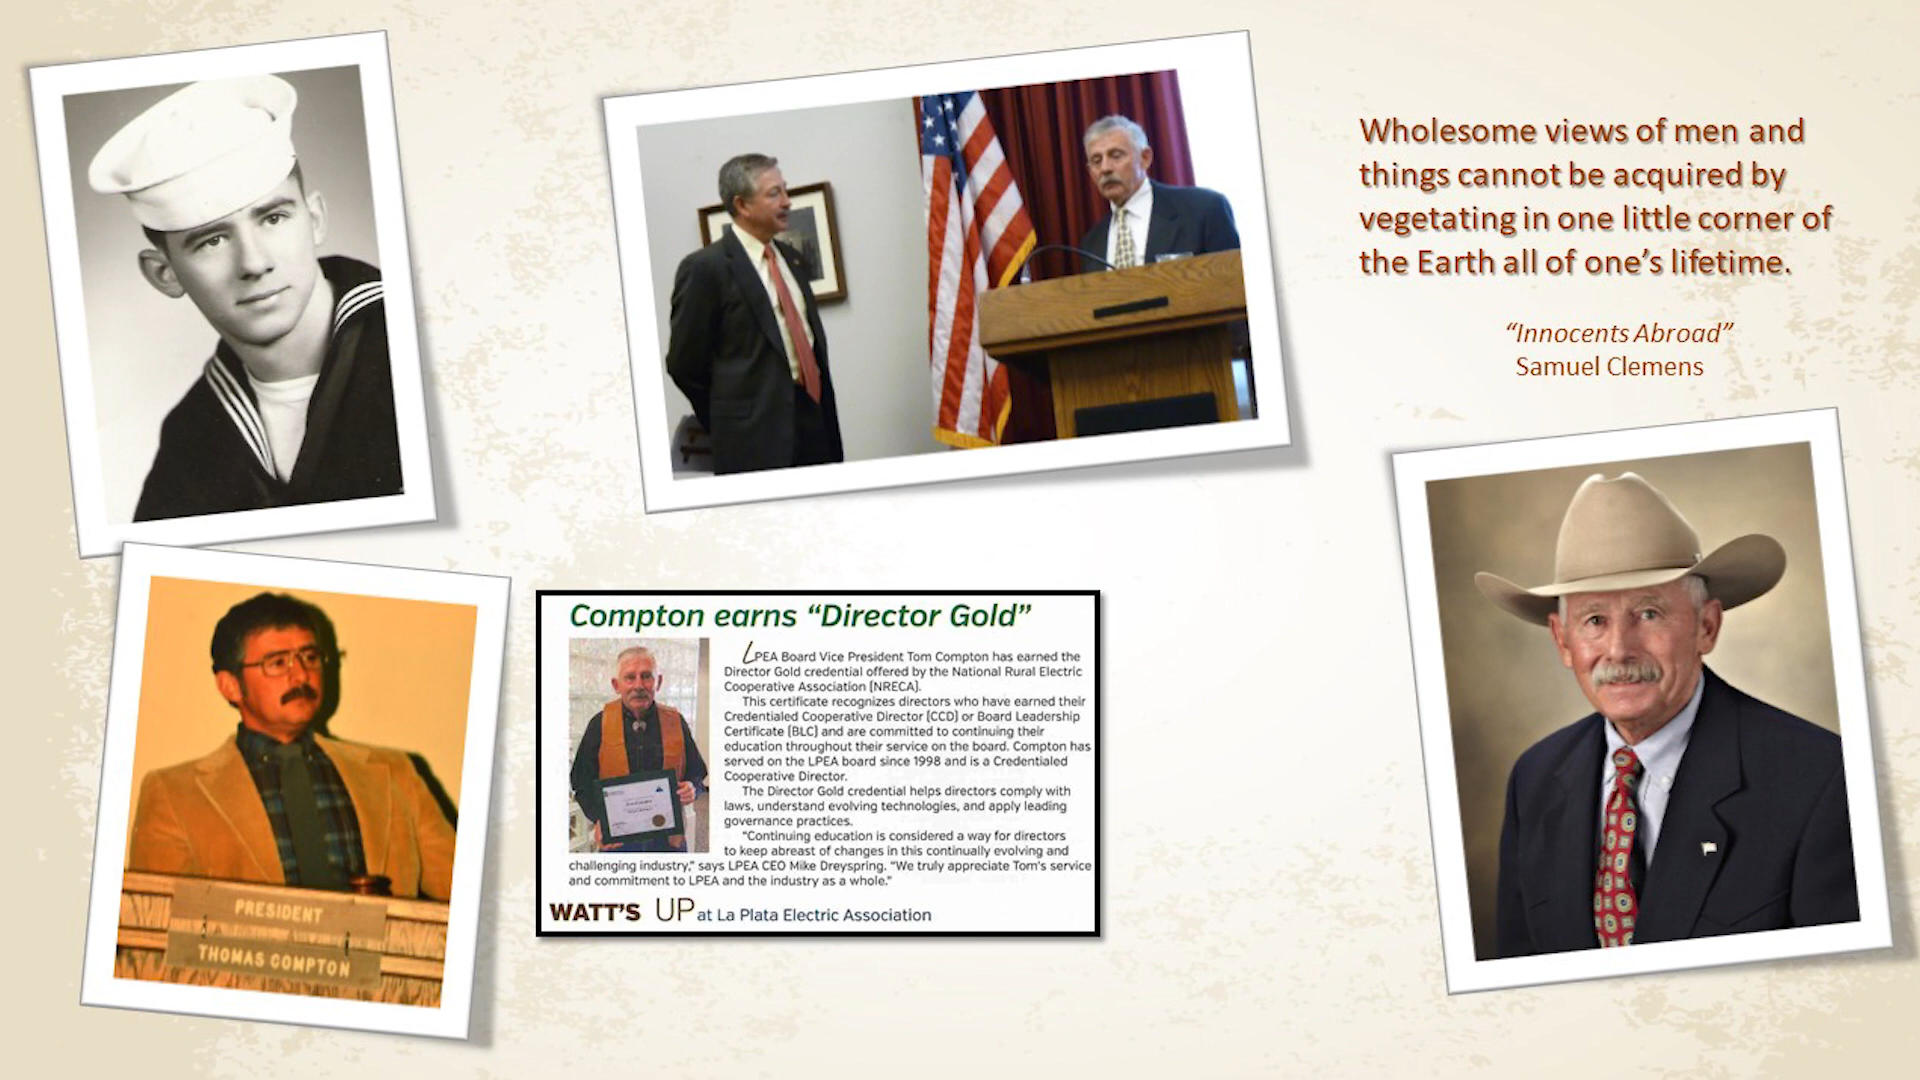 Wholesome views of men and
things cannot be acquired by
vegetating in one little corner of
the Earth all of one’s lifetime.
“Innocents Abroad”
Samuel Clemens
PRESIDENT
THOMAS COMPTON
Compton earns “Director Gold”
LPEA Board Vice President Tom Compton has earned the
Director Gold credential offered by the National Rural Electric
Cooperative Association (NRECA).
This certificate recognizes directors who have earned their
Credentialed Cooperative Director (CCD) or Board Leadership
Certificate (BLC) and are committed to continuing their
education throughout their service on the board. Compton has
served on the LPEA board since 1998 and is a Credentialed
Cooperative Director.
The Director Gold credential helps directors comply with
laws, understand evolving technologies, and apply leading
governance practices.
“Continuing education is considered a way for directors
to keep abreast of changes in this continually evolving and
challenging industry,” says LPEA CEO Mike Dreyspring. “We truly appreciate Tom’s service
and commitment to LPEA and the industry as a whole.”
WATT’S UP at La Plata Electric Association